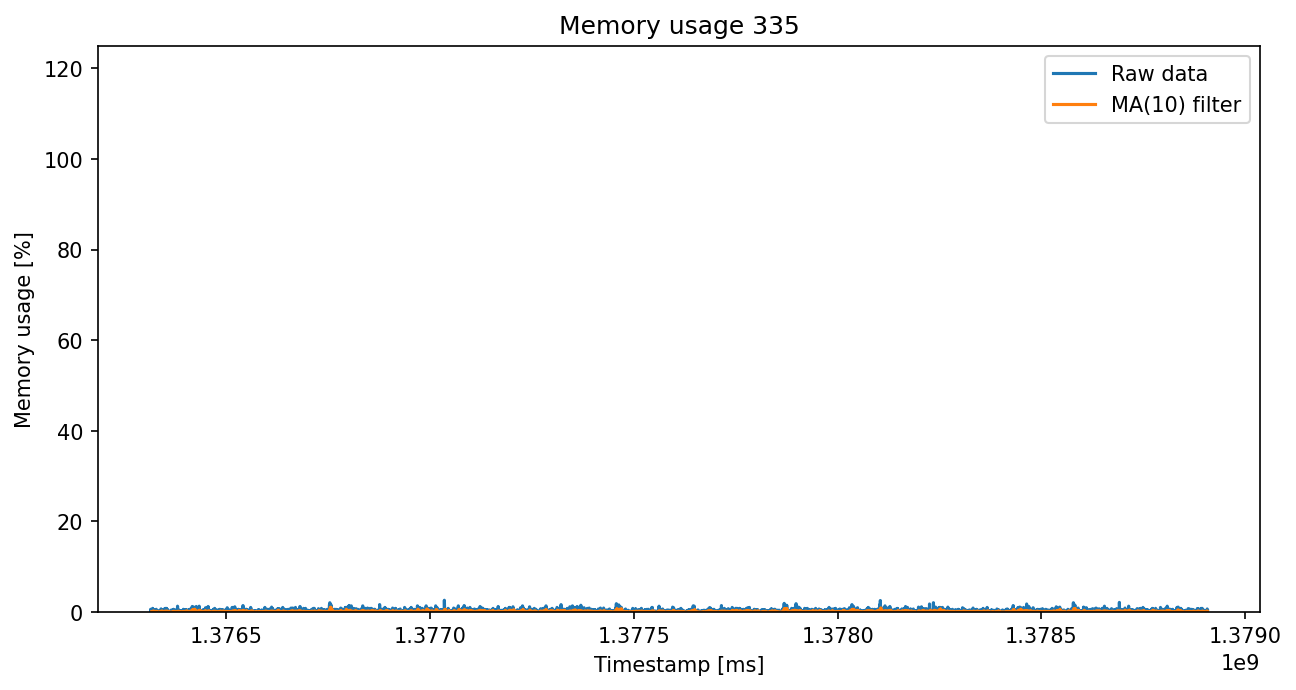 Memory usage 335
Raw data
MA(10) filter
Memory usage [%]
120
100
80
60
40
20
0
1.3765 1.3770 1.3775 1.3780 1.3785 1.3790
1e9
Timestamp [ms]